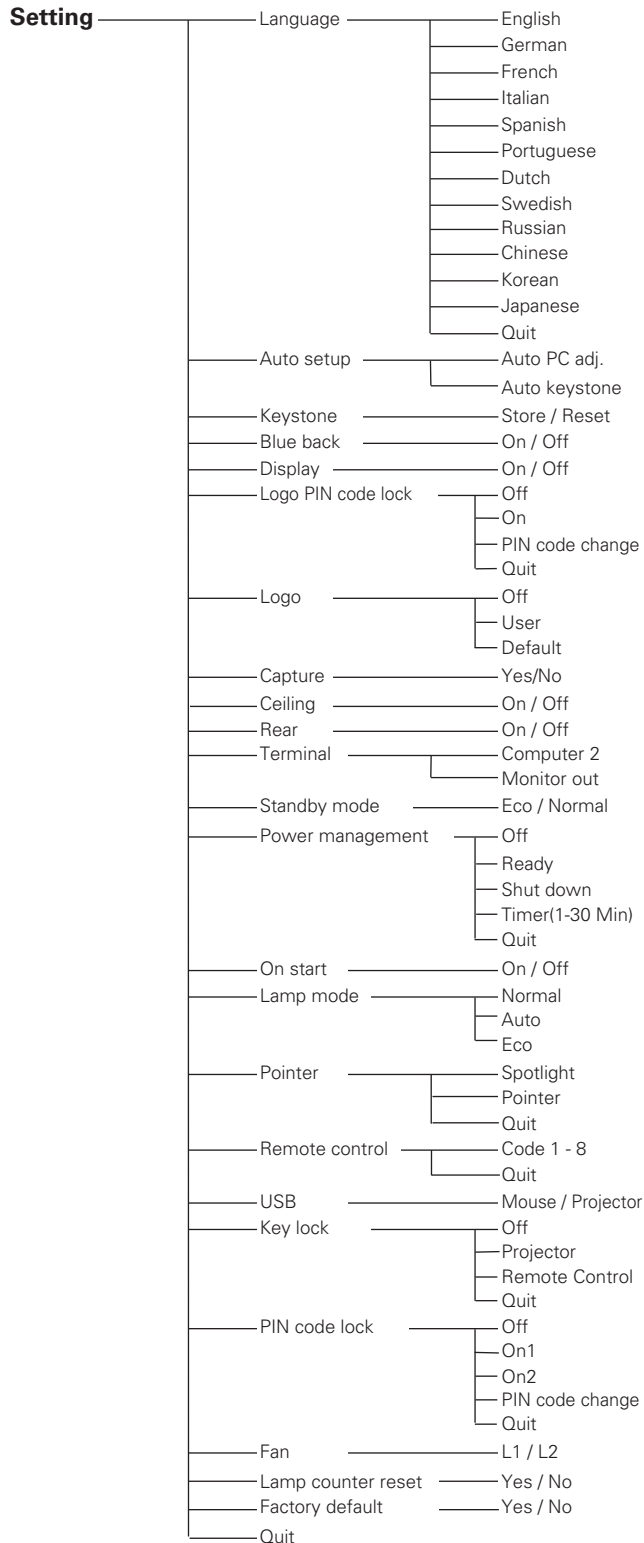 Setting Language English
German
French
Italian
Spanish
Portuguese
Dutch
Swedish
Russian
Chinese
Korean
Japanese
Quit
Auto setup Auto PC adj.
Auto keystone
Keystone Store / Reset
Blue back On / Off
Display On / Off
Logo PIN code lock Off
On
PIN code change
Quit
Logo Off
User
Default
Capture Yes/No
Ceiling On / Off
Rear On / Off
Terminal Computer 2
Monitor out
Standby mode Eco / Normal
Power management Off
Ready
Shut down
Timer(1-30 Min)
Quit
On start On / Off
Lamp mode Normal
Auto
Eco
Pointer Spotlight
Pointer
Quit
Remote control Code 1 - 8
Quit
USB Mouse / Projector
Key lock Off
Projector
Remote Control
Quit
PIN code lock Off
On1
On2
PIN code change
Quit
Fan L1 / L2
Lamp counter reset Yes / No
Factory default Yes / No
Quit